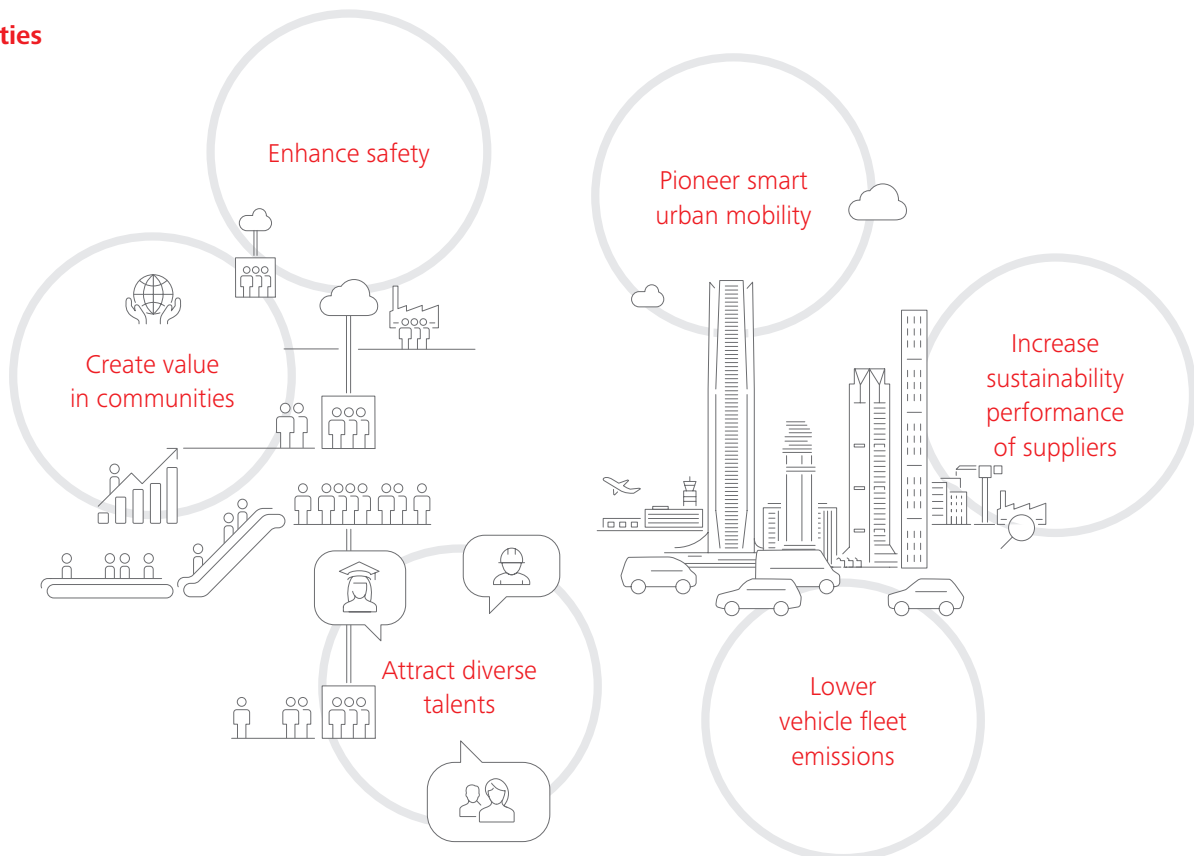 ties
Enhance safety
Pioneer smart
urban mobility
Create value
in communities
Increase
sustainability
performance
of suppliers
Attract diverse
talents
Lower
vehicle fleet
emissions